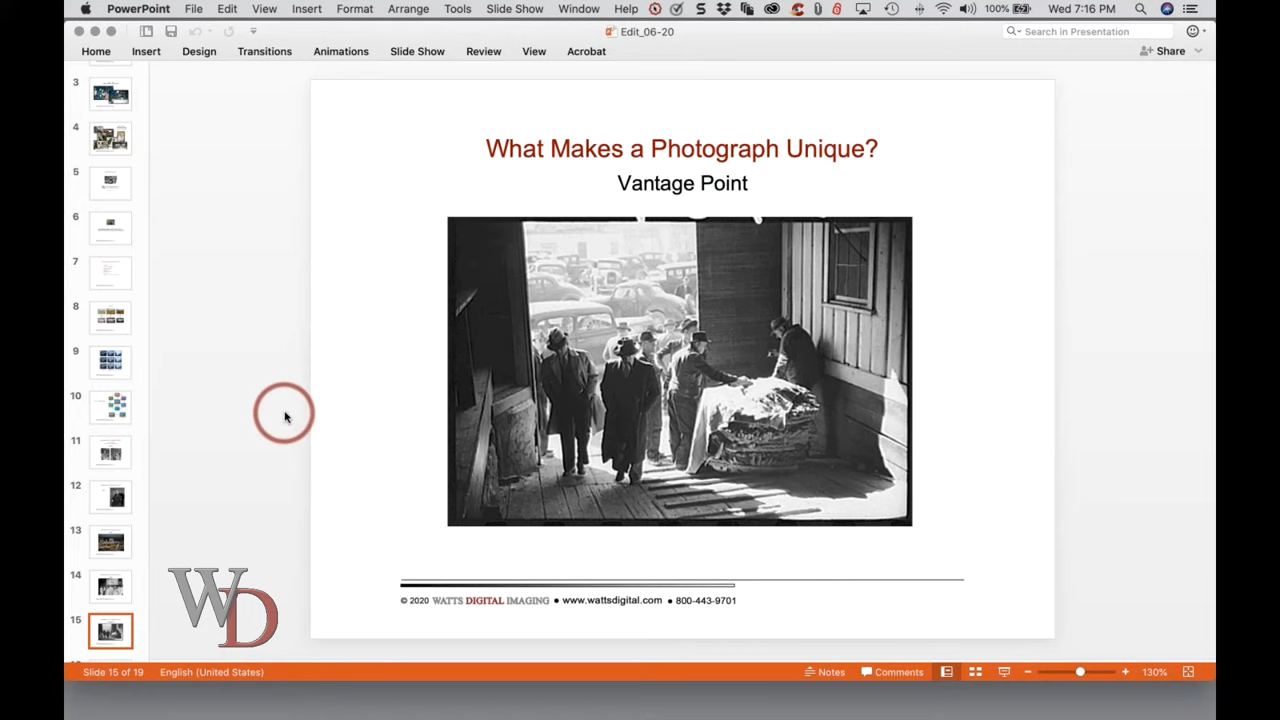 PowerPoint File Edit View Insert Format Arrange Tools Slide Show Window Help 100% Wed 7:16 PM
Edit_06-20
Search in Presentation
Home Insert Design Transitions Animations Slide Show Review View Acrobat
Share
3
4
5
6
7
8
9
10
11
12
13
14
15
What Makes a Photograph Unique?
Vantage Point
WD
© 2020 WATTS DIGITAL IMAGING ● www.wattsdigital.com ● 800-443-9701
Slide 15 of 19 English (United States) Notes Comments 130%